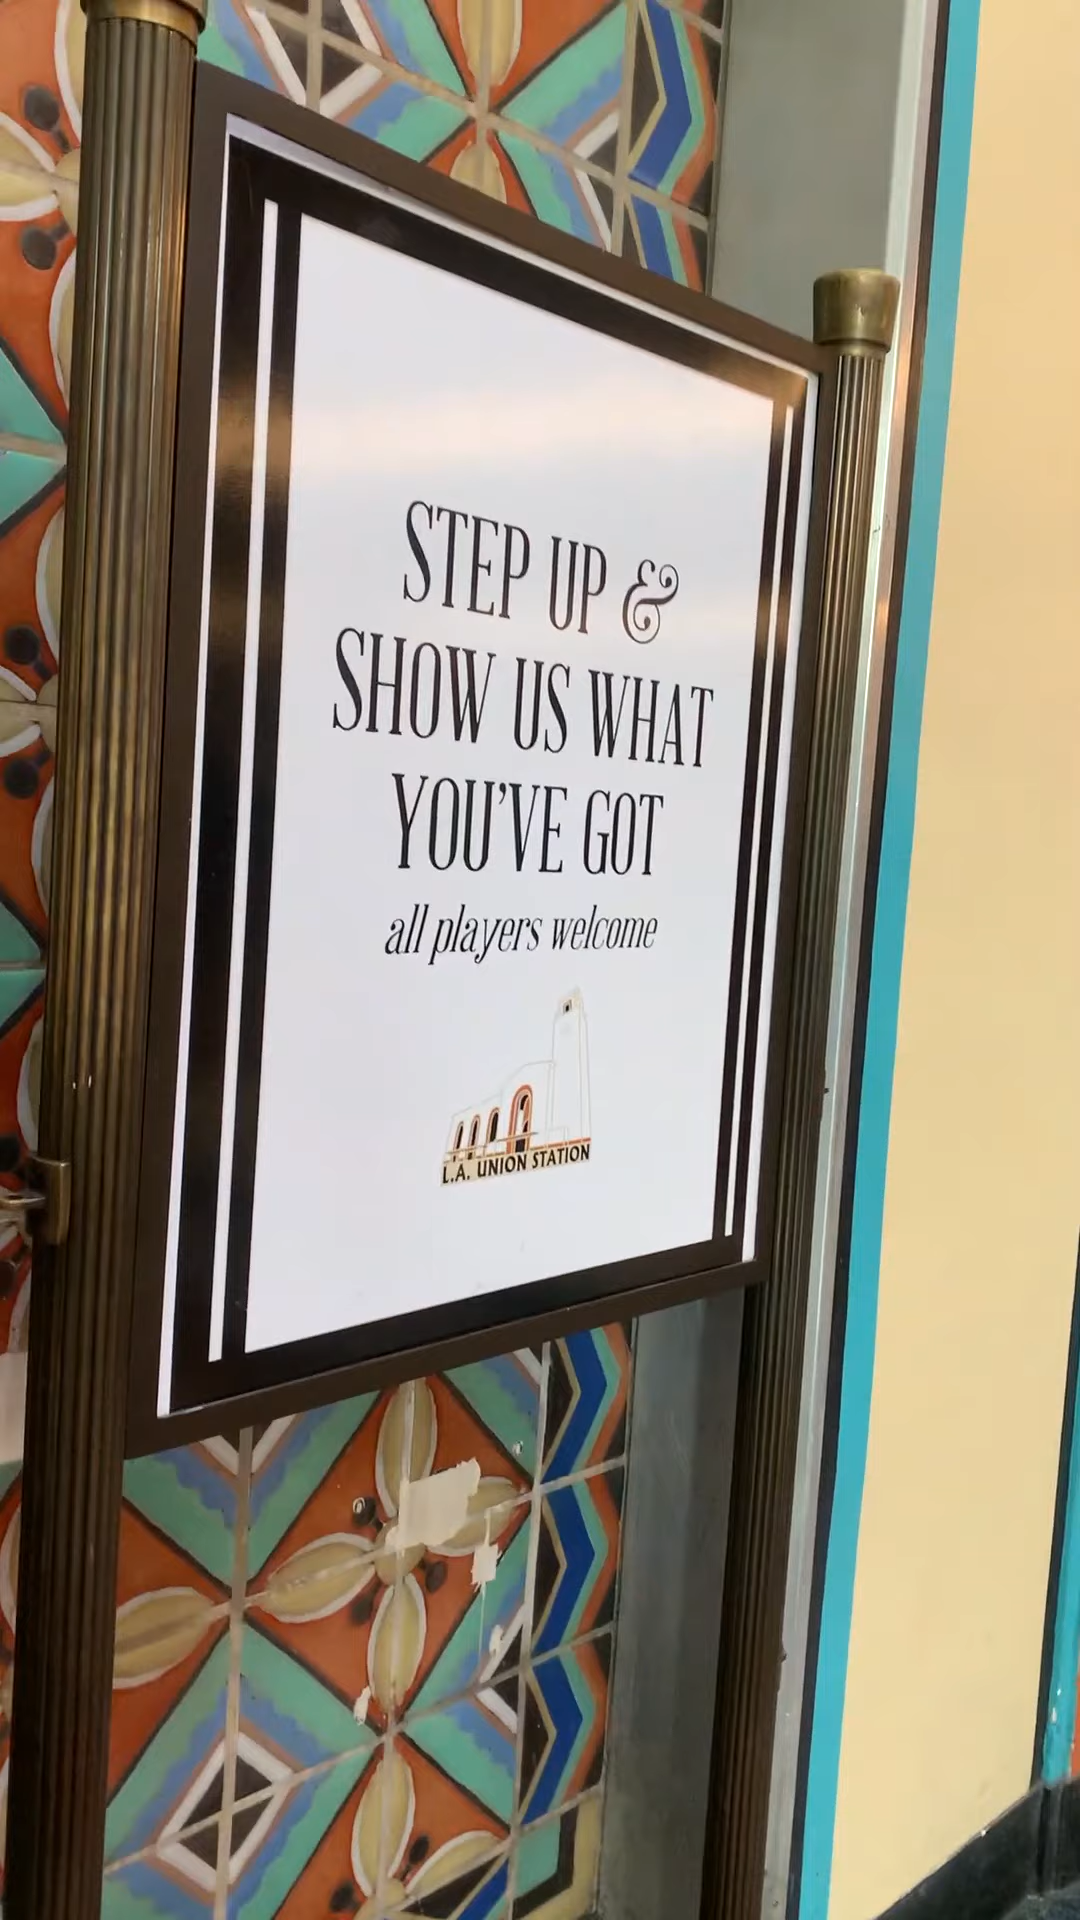 STEP UP &
SHOW US WHAT
YOU'VE GOT
all players welcome
L.A. UNION STATION